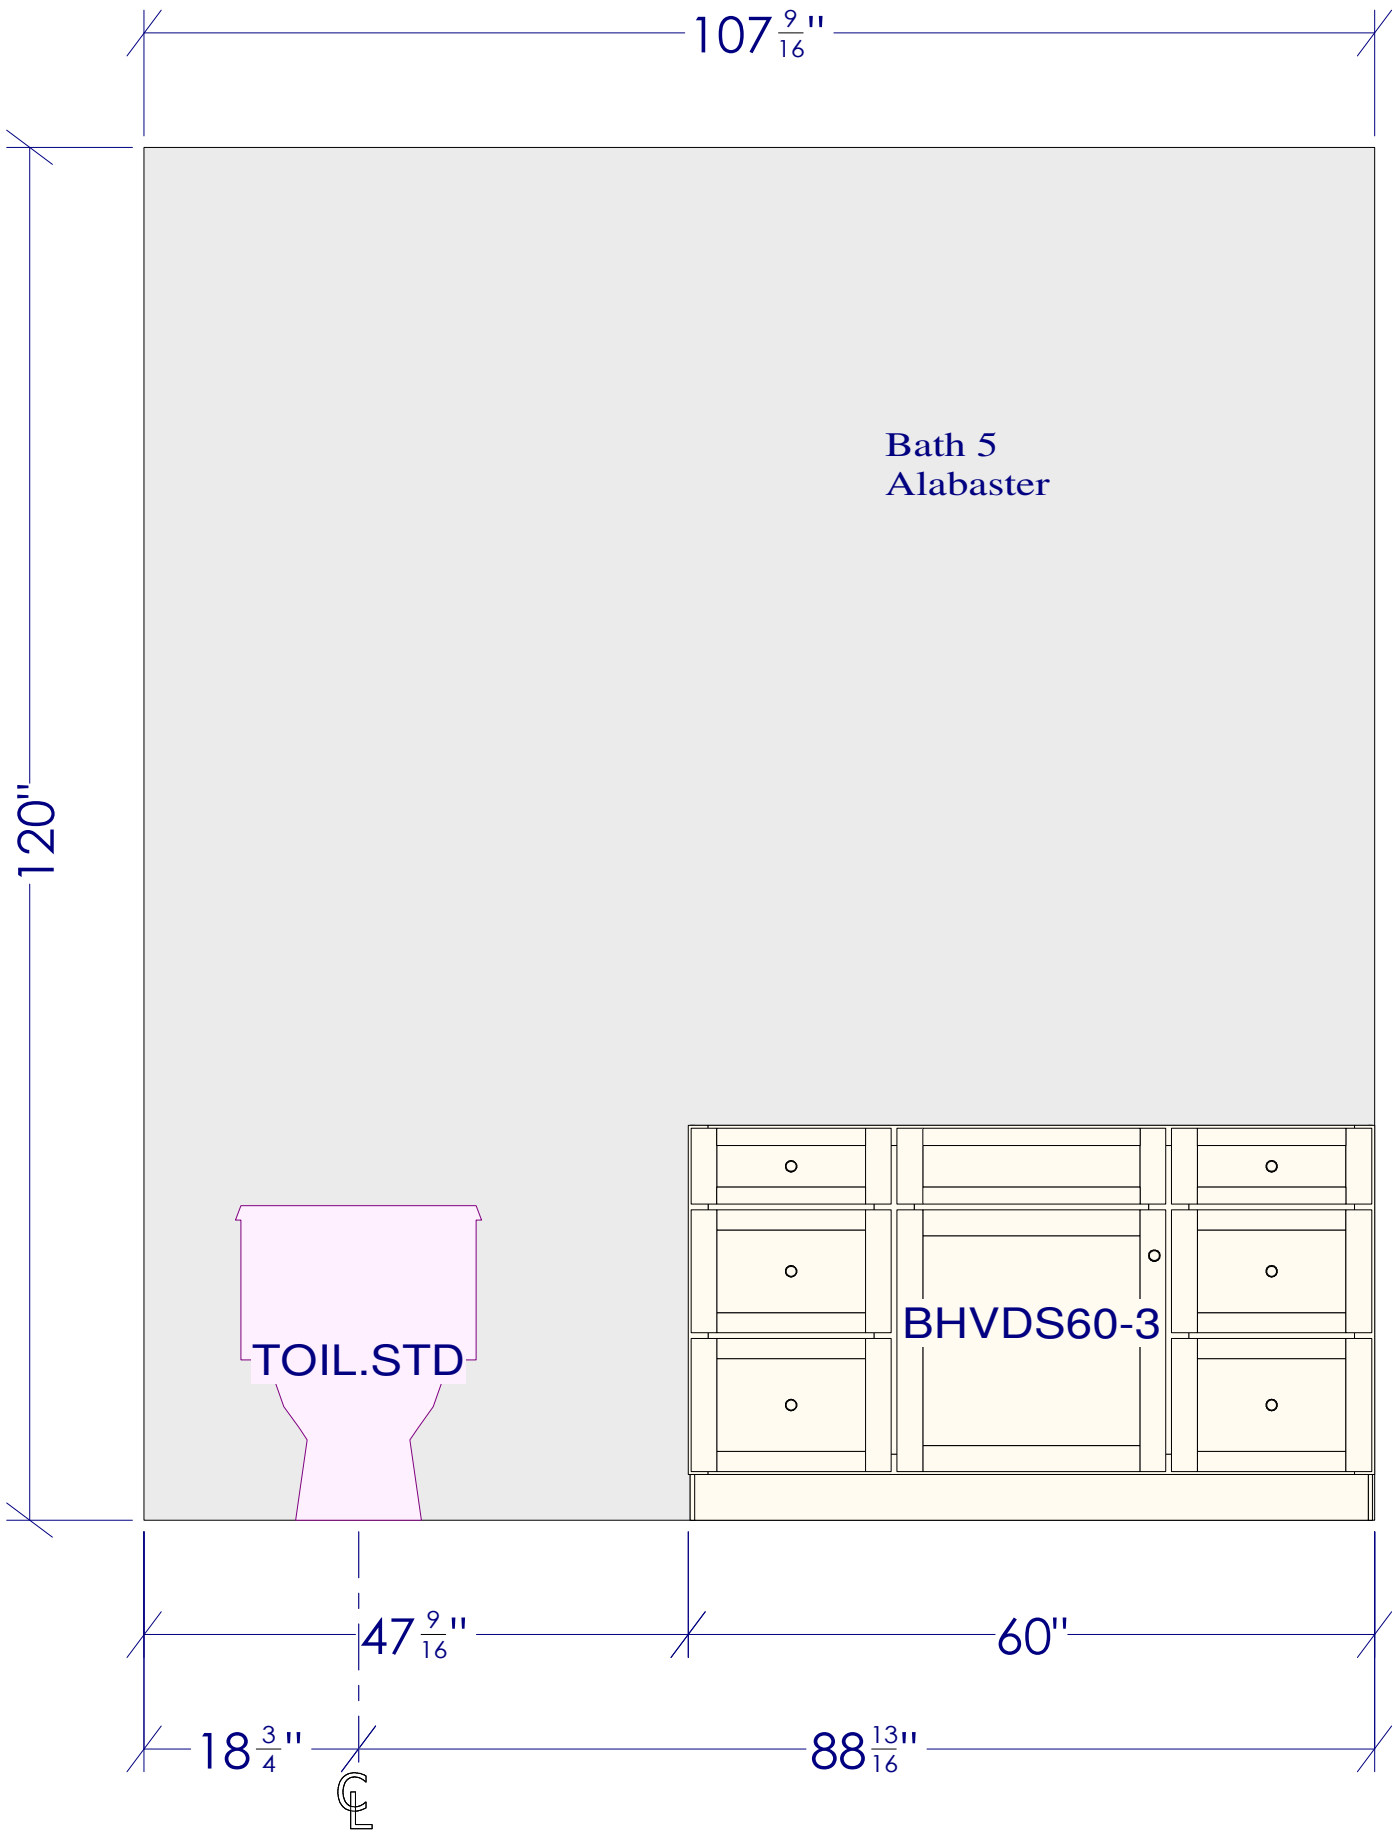 107 9/16"
120"
Bath 5
Alabaster
BHVDS60-3
TOIL.STD
47 9/16"
60"
18 3/4"
88 13/16"
CL